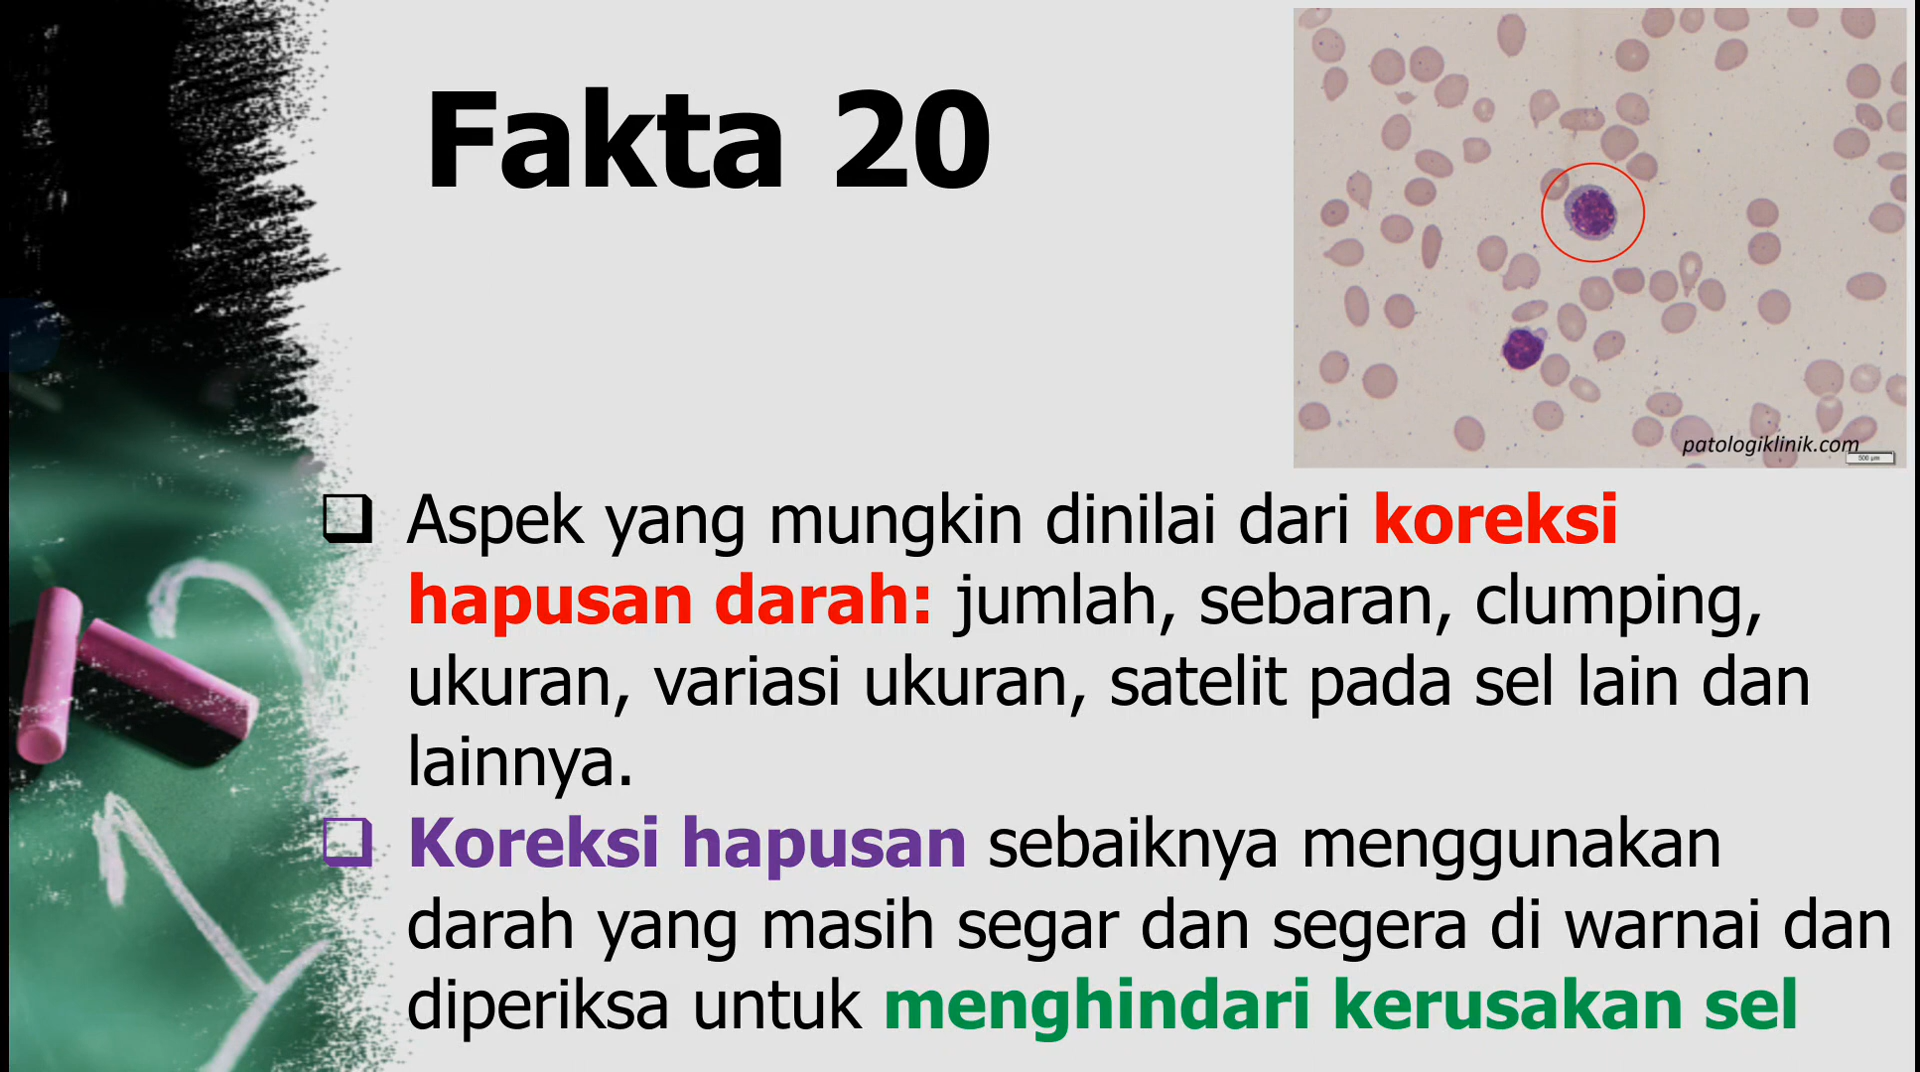 Fakta 20
patologiklinik.com
500 µm
Aspek yang mungkin dinilai dari koreksi
hapusan darah: jumlah, sebaran, clumping,
ukuran, variasi ukuran, satelit pada sel lain dan
lainnya.
Koreksi hapusan sebaiknya menggunakan
darah yang masih segar dan segera di warnai dan
diperiksa untuk menghindari kerusakan sel